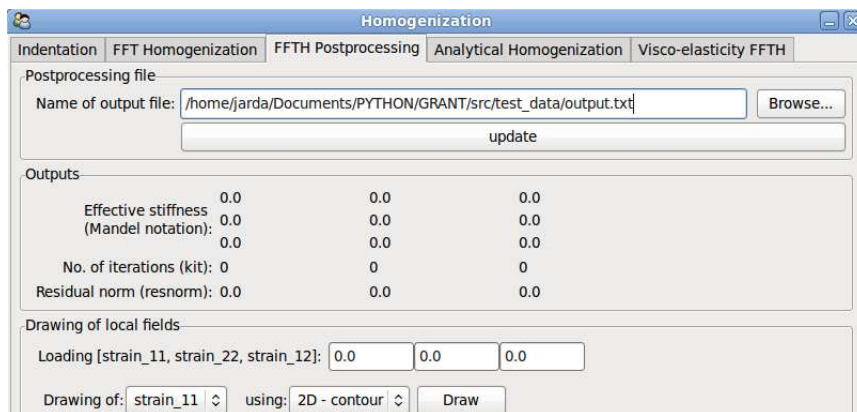 Homogenization
Indentation FFT Homogenization FFTH Postprocessing Analytical Homogenization Visco-elasticity FFTH
Postprocessing file
Name of output file: /home/jarda/Documents/PYTHON/GRANT/src/test_data/output.txt Browse...
update
Outputs
Effective stiffness (Mandel notation):
0.0 0.0 0.0
0.0 0.0 0.0
0.0 0.0 0.0
No. of iterations (kit): 0 0 0
Residual norm (resnorm): 0.0 0.0 0.0
Drawing of local fields
Loading [strain_11, strain_22, strain_12]: 0.0 0.0 0.0
Drawing of: strain_11 using: 2D - contour Draw